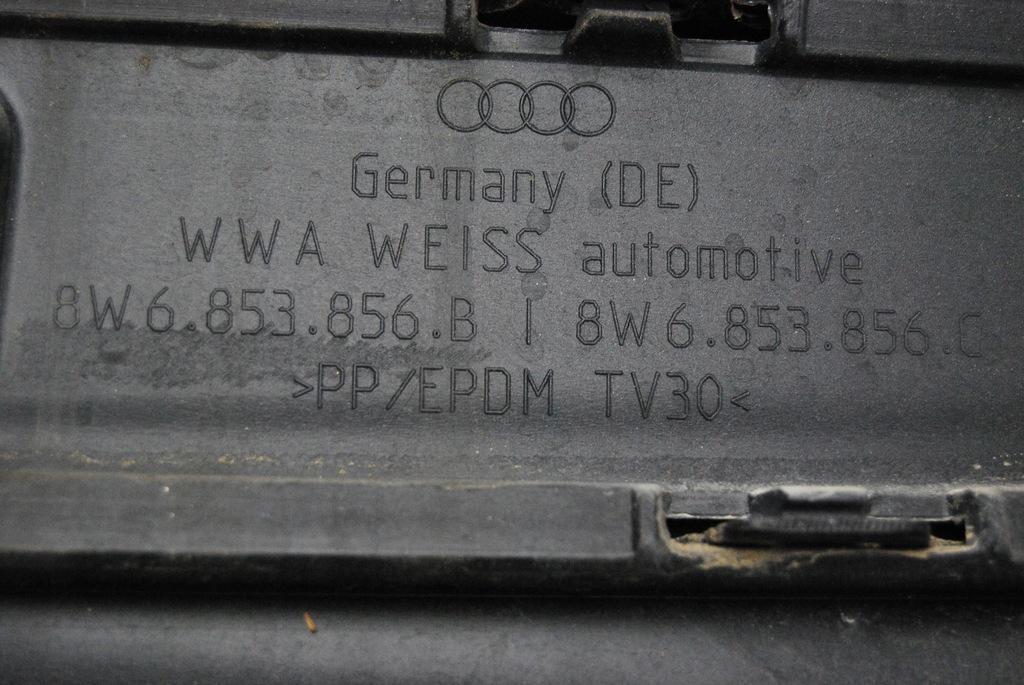 Germany (DE)
WWA WEISS automotive
8W6.853.856.B | 8W6.853.856.C
>PP/EPDM TV30<